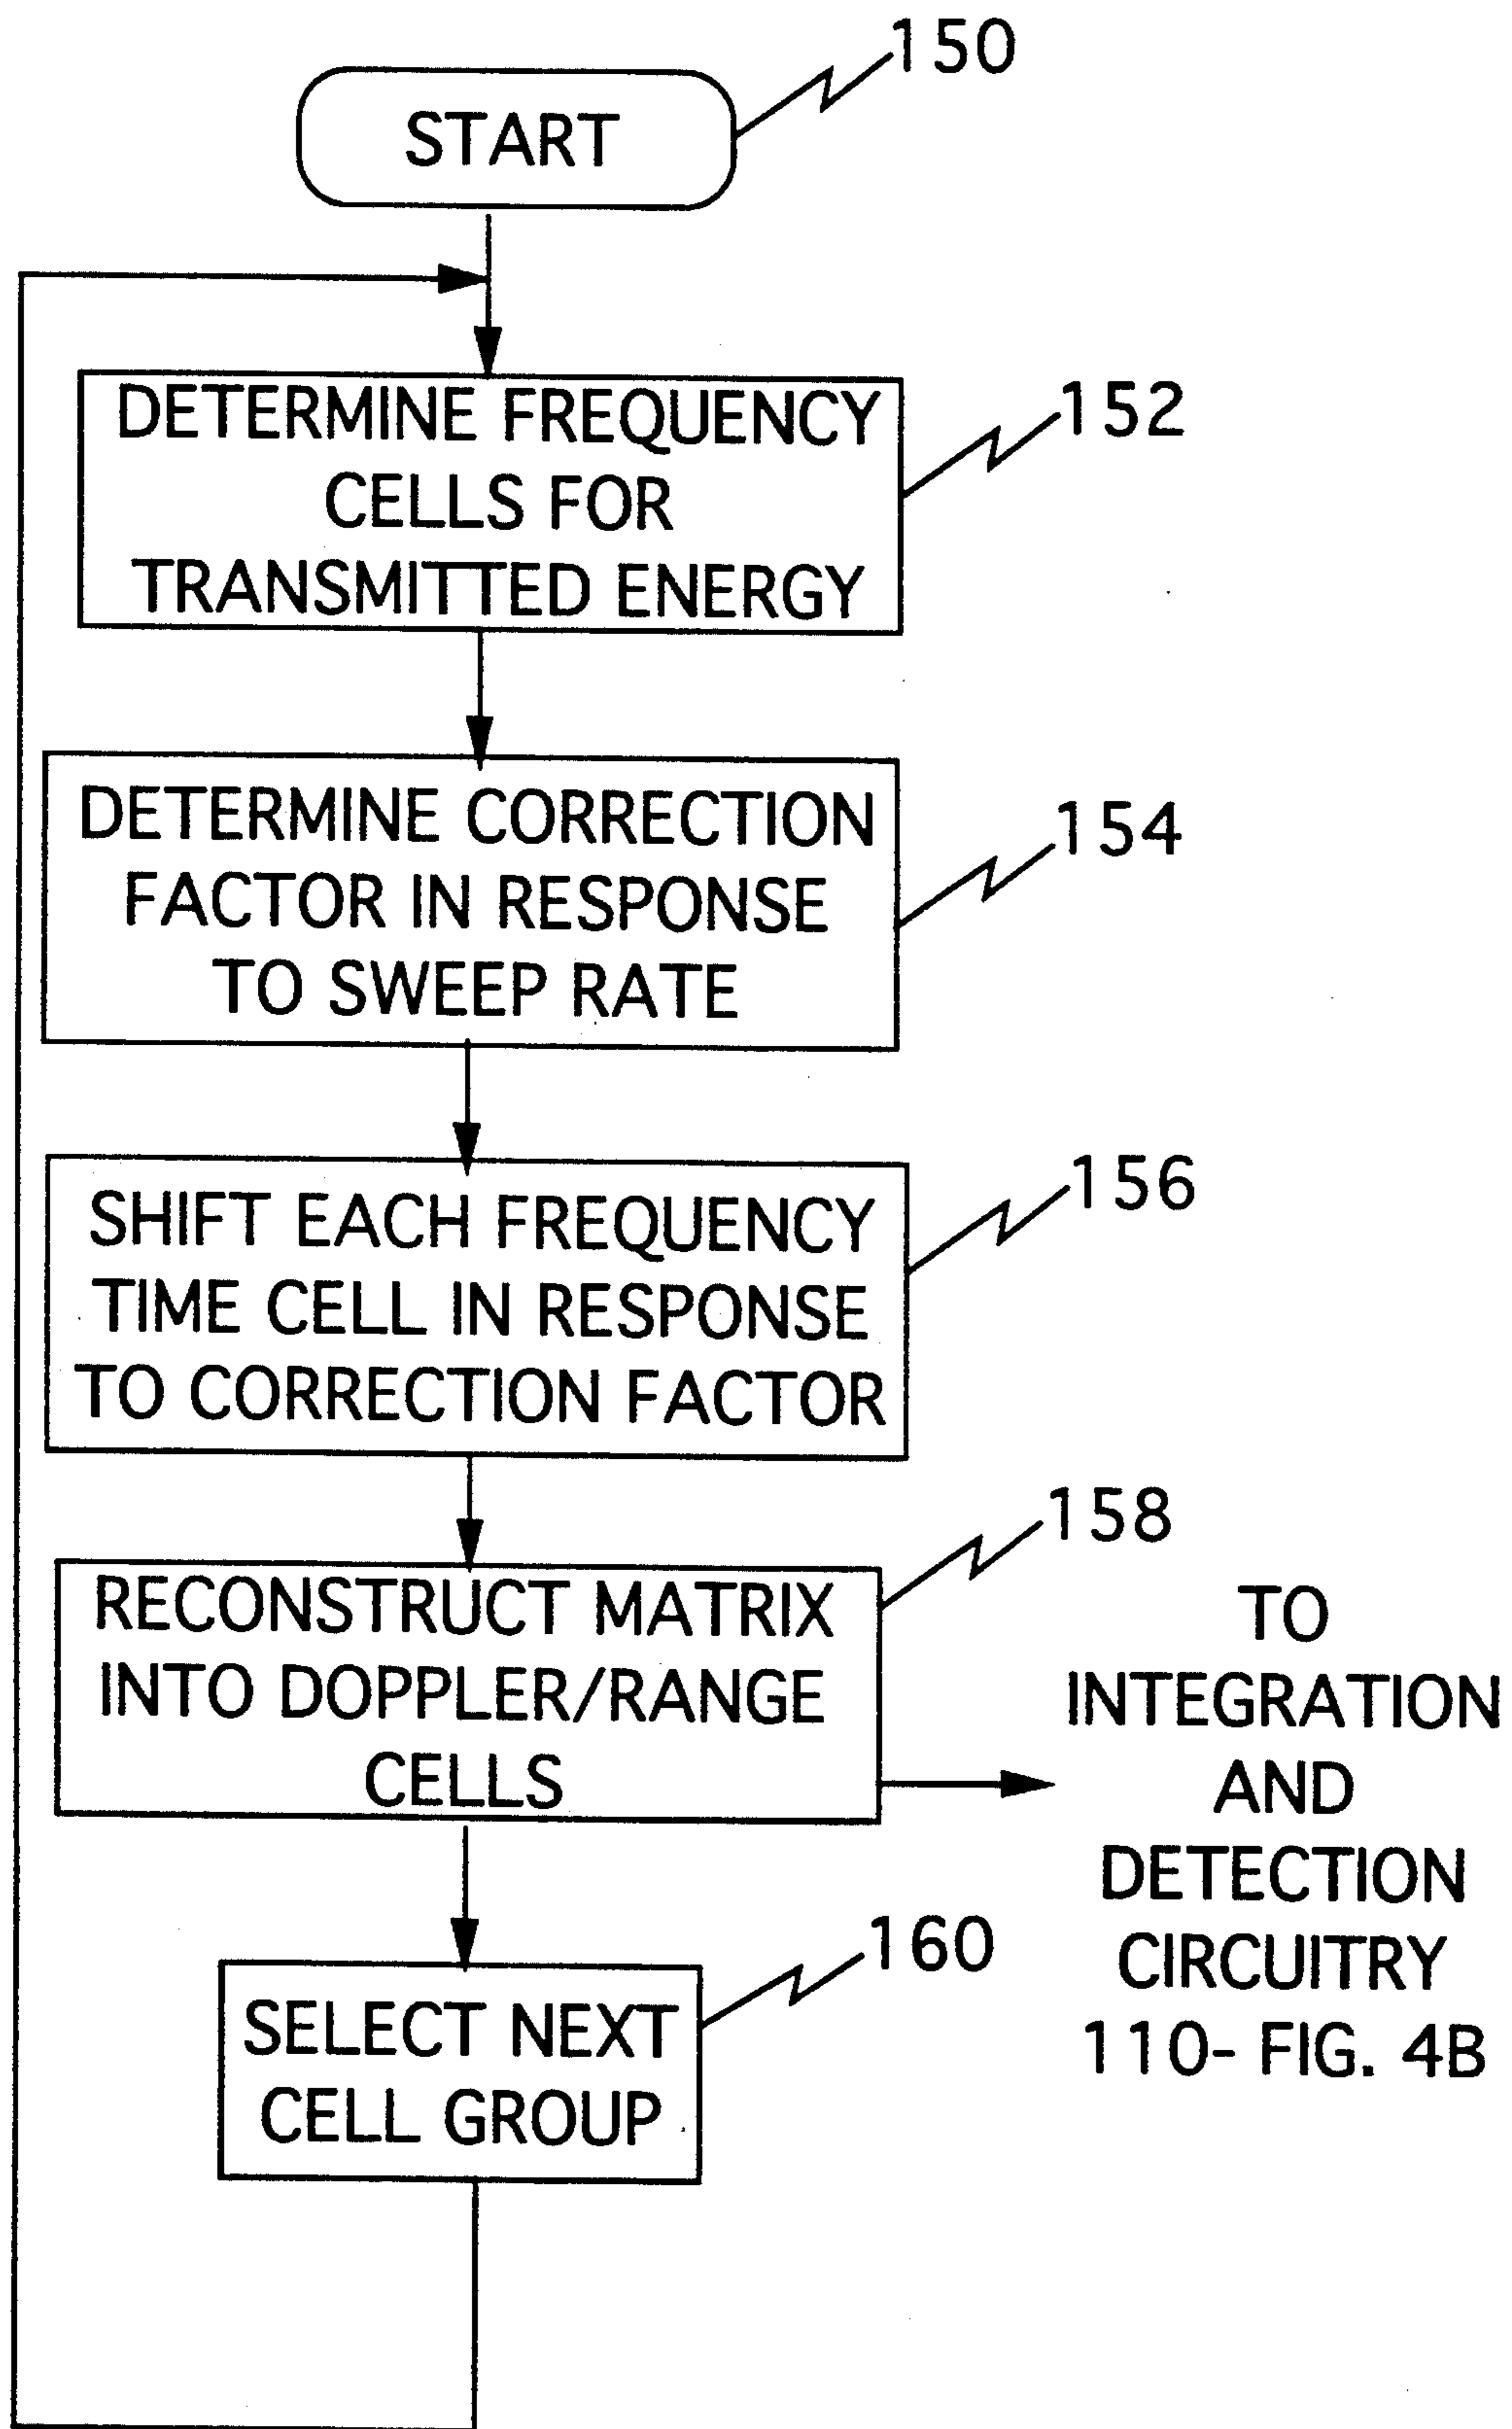 150
START
152
DETERMINE FREQUENCY
CELLS FOR
TRANSMITTED ENERGY
154
DETERMINE CORRECTION
FACTOR IN RESPONSE
TO SWEEP RATE
156
SHIFT EACH FREQUENCY
TIME CELL IN RESPONSE
TO CORRECTION FACTOR
158
RECONSTRUCT MATRIX
INTO DOPPLER/RANGE
CELLS
TO
INTEGRATION
AND
DETECTION
CIRCUITRY
110- FIG. 4B
160
SELECT NEXT
CELL GROUP